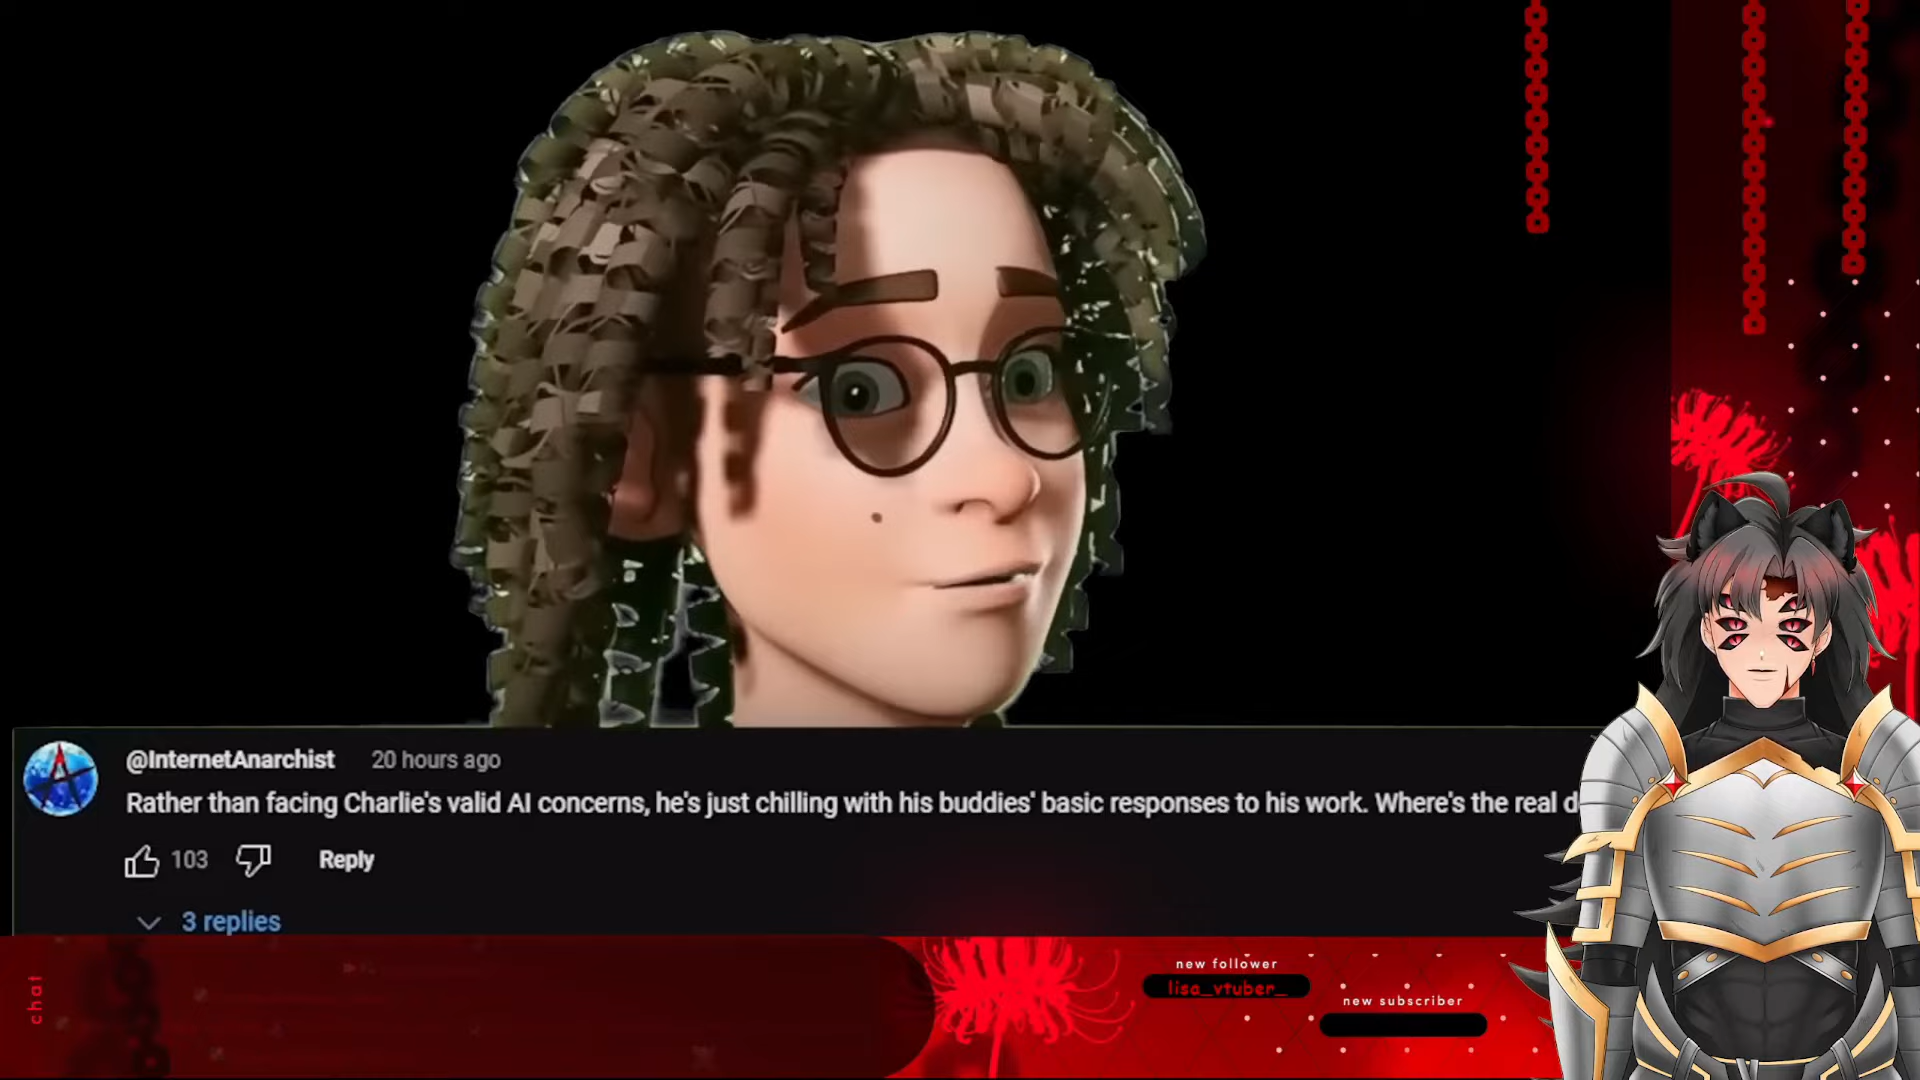 @InternetAnarchist 20 hours ago
Rather than facing Charlie's valid AI concerns, he's just chilling with his buddies' basic responses to his work. Where's the real d
103 Reply
3 replies
chat
new follower
lisa_vtuber_
new subscriber